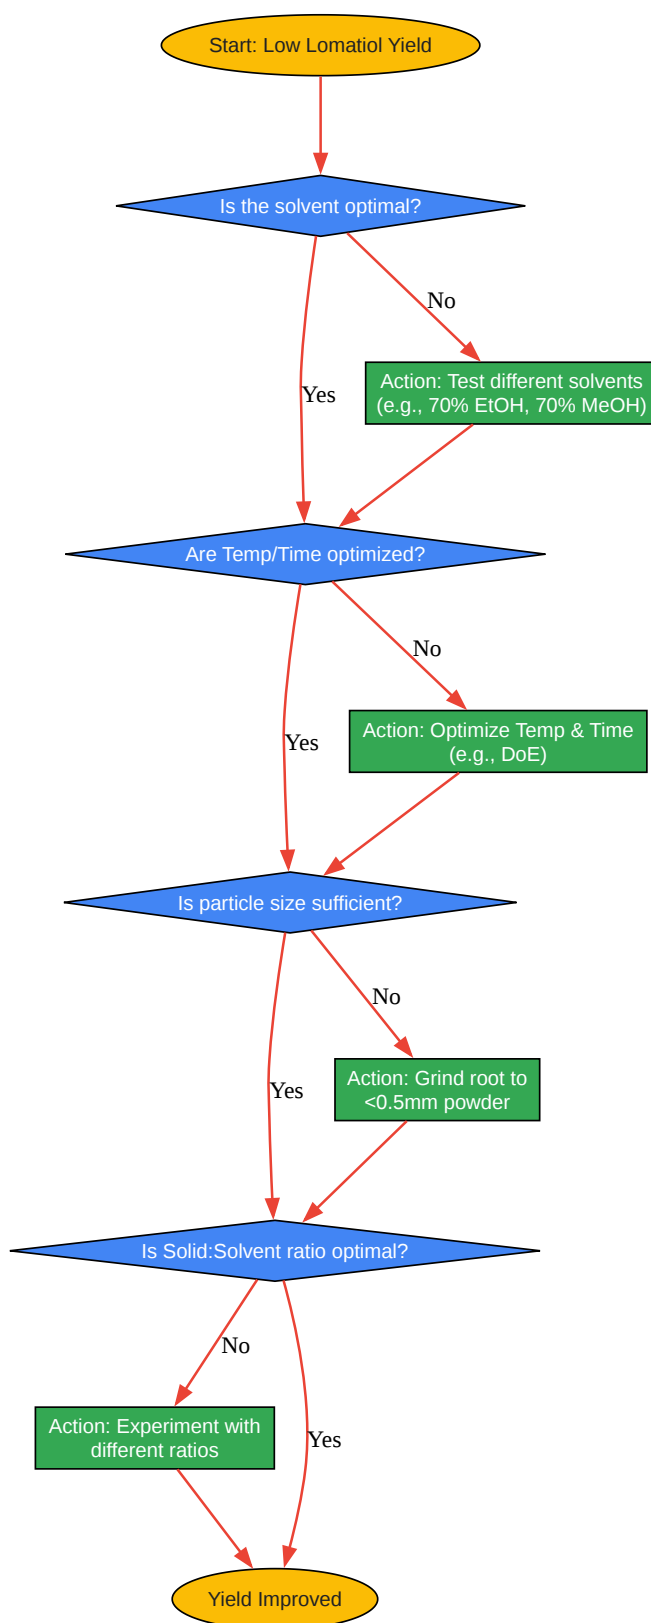 Start: Low Lomatiol Yield
Is the solvent optimal?
No
Action: Test different solvents
(e.g., 70% EtOH, 70% MeOH)
Yes
Are Temp/Time optimized?
No
Action: Optimize Temp & Time
(e.g., DoE)
Yes
Is particle size sufficient?
No
Action: Grind root to
<0.5mm powder
Yes
Is Solid:Solvent ratio optimal?
No
Action: Experiment with
different ratios
Yes
Yield Improved